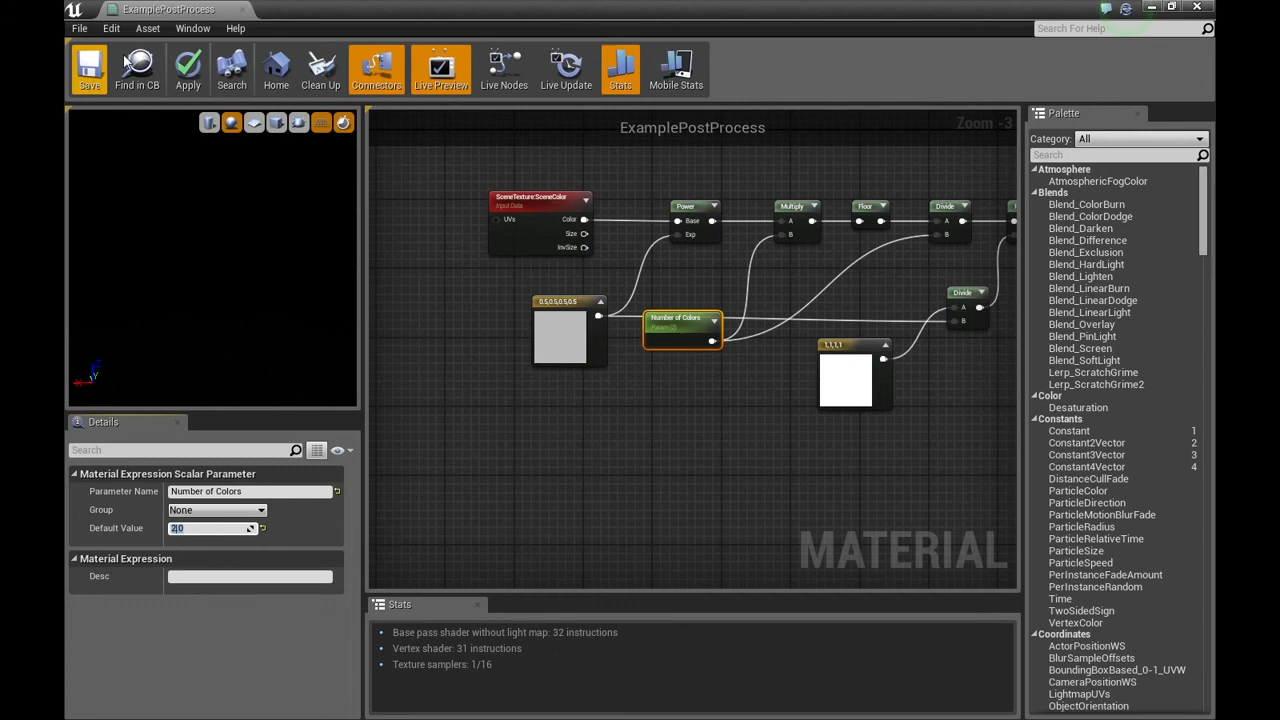 ExamplePostProcess
File Edit Asset Window Help
Search For Help
Save
Find in CB
Apply
Search
Home
Clean Up
Connectors
Live Preview
Live Nodes
Live Update
Stats
Mobile Stats
ExamplePostProcess
Zoom -3
SceneTexture:SceneColor
Input Data
UVs
Color
Size
InvSize
Power
Base
Exp
Multiply
A
B
Floor
Divide
A
B
Divide
A
B
0.5,0.5,0.5,0.5
Number of Colors
Param (2)
1,1,1,1
MATERIAL
Details
Search
Material Expression Scalar Parameter
Parameter Name Number of Colors
Group None
Default Value 2.0
Material Expression
Desc
Stats
Base pass shader without light map: 32 instructions
Vertex shader: 31 instructions
Texture samplers: 1/16
Palette
Category: All
Search
Atmosphere
AtmosphericFogColor
Blends
Blend_ColorBurn
Blend_ColorDodge
Blend_Darken
Blend_Difference
Blend_Exclusion
Blend_HardLight
Blend_Lighten
Blend_LinearBurn
Blend_LinearDodge
Blend_LinearLight
Blend_Overlay
Blend_PinLight
Blend_Screen
Blend_SoftLight
Lerp_ScratchGrime
Lerp_ScratchGrime2
Color
Desaturation
Constants
Constant 1
Constant2Vector 2
Constant3Vector 3
Constant4Vector 4
DistanceCullFade
ParticleColor
ParticleDirection
ParticleMotionBlurFade
ParticleRadius
ParticleRelativeTime
ParticleSize
ParticleSpeed
PerInstanceFadeAmount
PerInstanceRandom
Time
TwoSidedSign
VertexColor
Coordinates
ActorPositionWS
BlurSampleOffsets
BoundingBoxBased_0-1_UVW
CameraPositionWS
LightmapUVs
ObjectOrientation